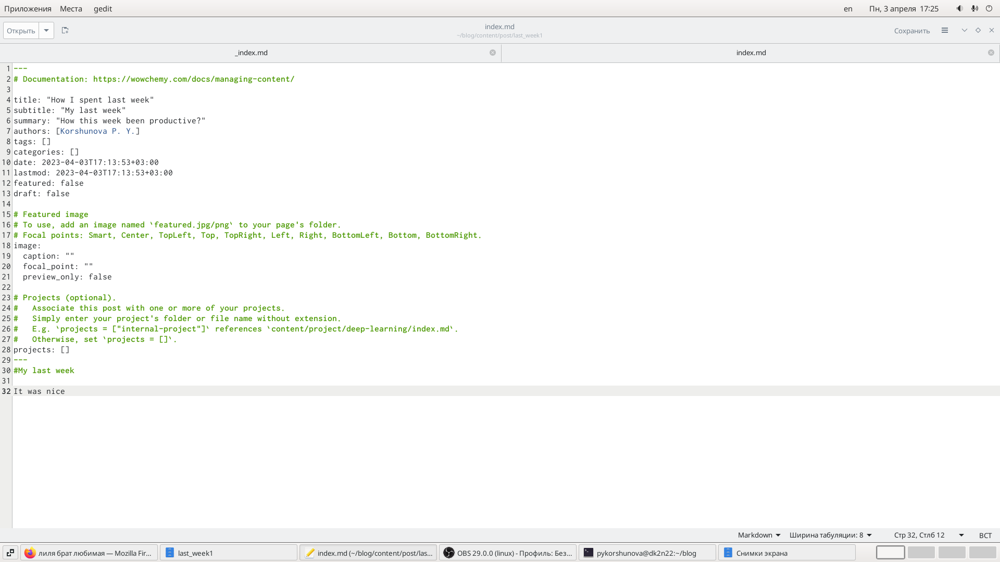 Приложения Места gedit en Пн, 3 апреля 17:25
Открыть index.md Сохранить
~/blog/content/post/last_week1
_index.md index.md
1 ---
2 # Documentation: https://wowchemy.com/docs/managing-content/
3
4 title: "How I spent last week"
5 subtitle: "My last week"
6 summary: "How this week been productive?"
7 authors: [Korshunova P. Y.]
8 tags: []
9 categories: []
10 date: 2023-04-03T17:13:53+03:00
11 lastmod: 2023-04-03T17:13:53+03:00
12 featured: false
13 draft: false
14
15 # Featured image
16 # To use, add an image named `featured.jpg/png` to your page's folder.
17 # Focal points: Smart, Center, TopLeft, Top, TopRight, Left, Right, BottomLeft, Bottom, BottomRight.
18 image:
19   caption: ""
20   focal_point: ""
21   preview_only: false
22
23 # Projects (optional).
24 #   Associate this post with one or more of your projects.
25 #   Simply enter your project's folder or file name without extension.
26 #   E.g. `projects = ["internal-project"]` references `content/project/deep-learning/index.md`.
27 #   Otherwise, set `projects = []`.
28 projects: []
29 ---
30 #My last week
31
32 It was nice
Markdown Ширина табуляции: 8 Стр 32, Стлб 12 ВСТ
лиля брат любимая — Mozilla Fir... last_week1 index.md (~/blog/content/post/las... OBS 29.0.0 (linux) - Профиль: Без... pykorshunova@dk2n22:~/blog Снимки экрана